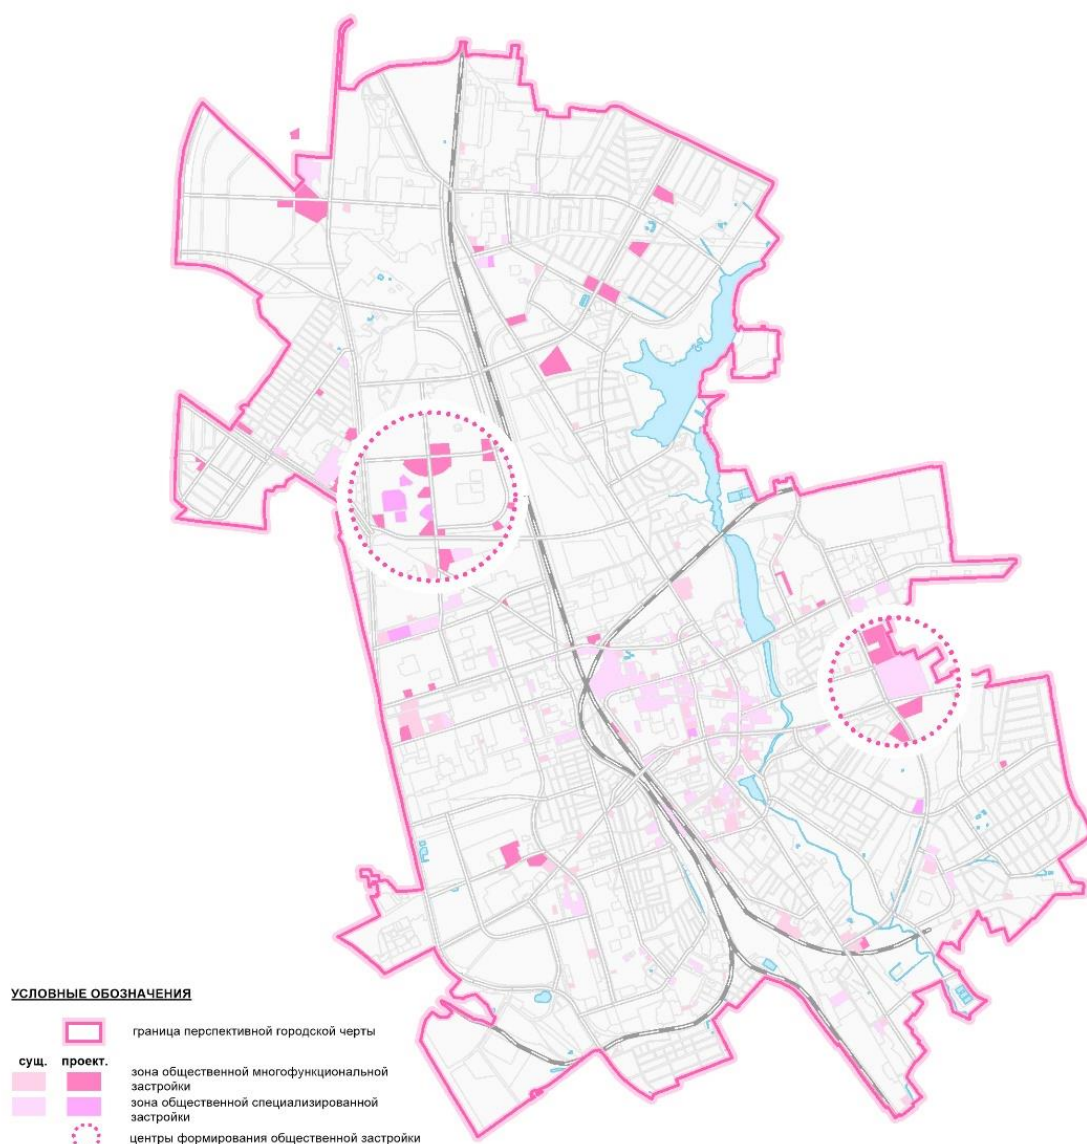 УСЛОВНЫЕ ОБОЗНАЧЕНИЯ
граница перспективной городской черты
сущ. проект.
зона общественной многофункциональной
застройки
зона общественной специализированной
застройки
центры формирования общественной застройки